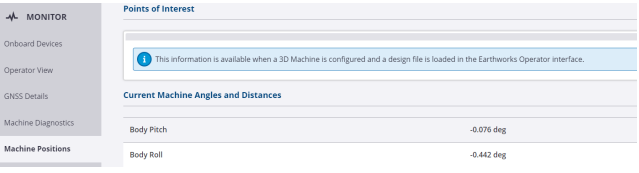 MONITOR
Onboard Devices
Operator View
GNSS Details
Machine Diagnostics
Machine Positions
Points of Interest
This information is available when a 3D Machine is configured and a design file is loaded in the Earthworks Operator interface.
Current Machine Angles and Distances
Body Pitch -0.076 deg
Body Roll -0.442 deg